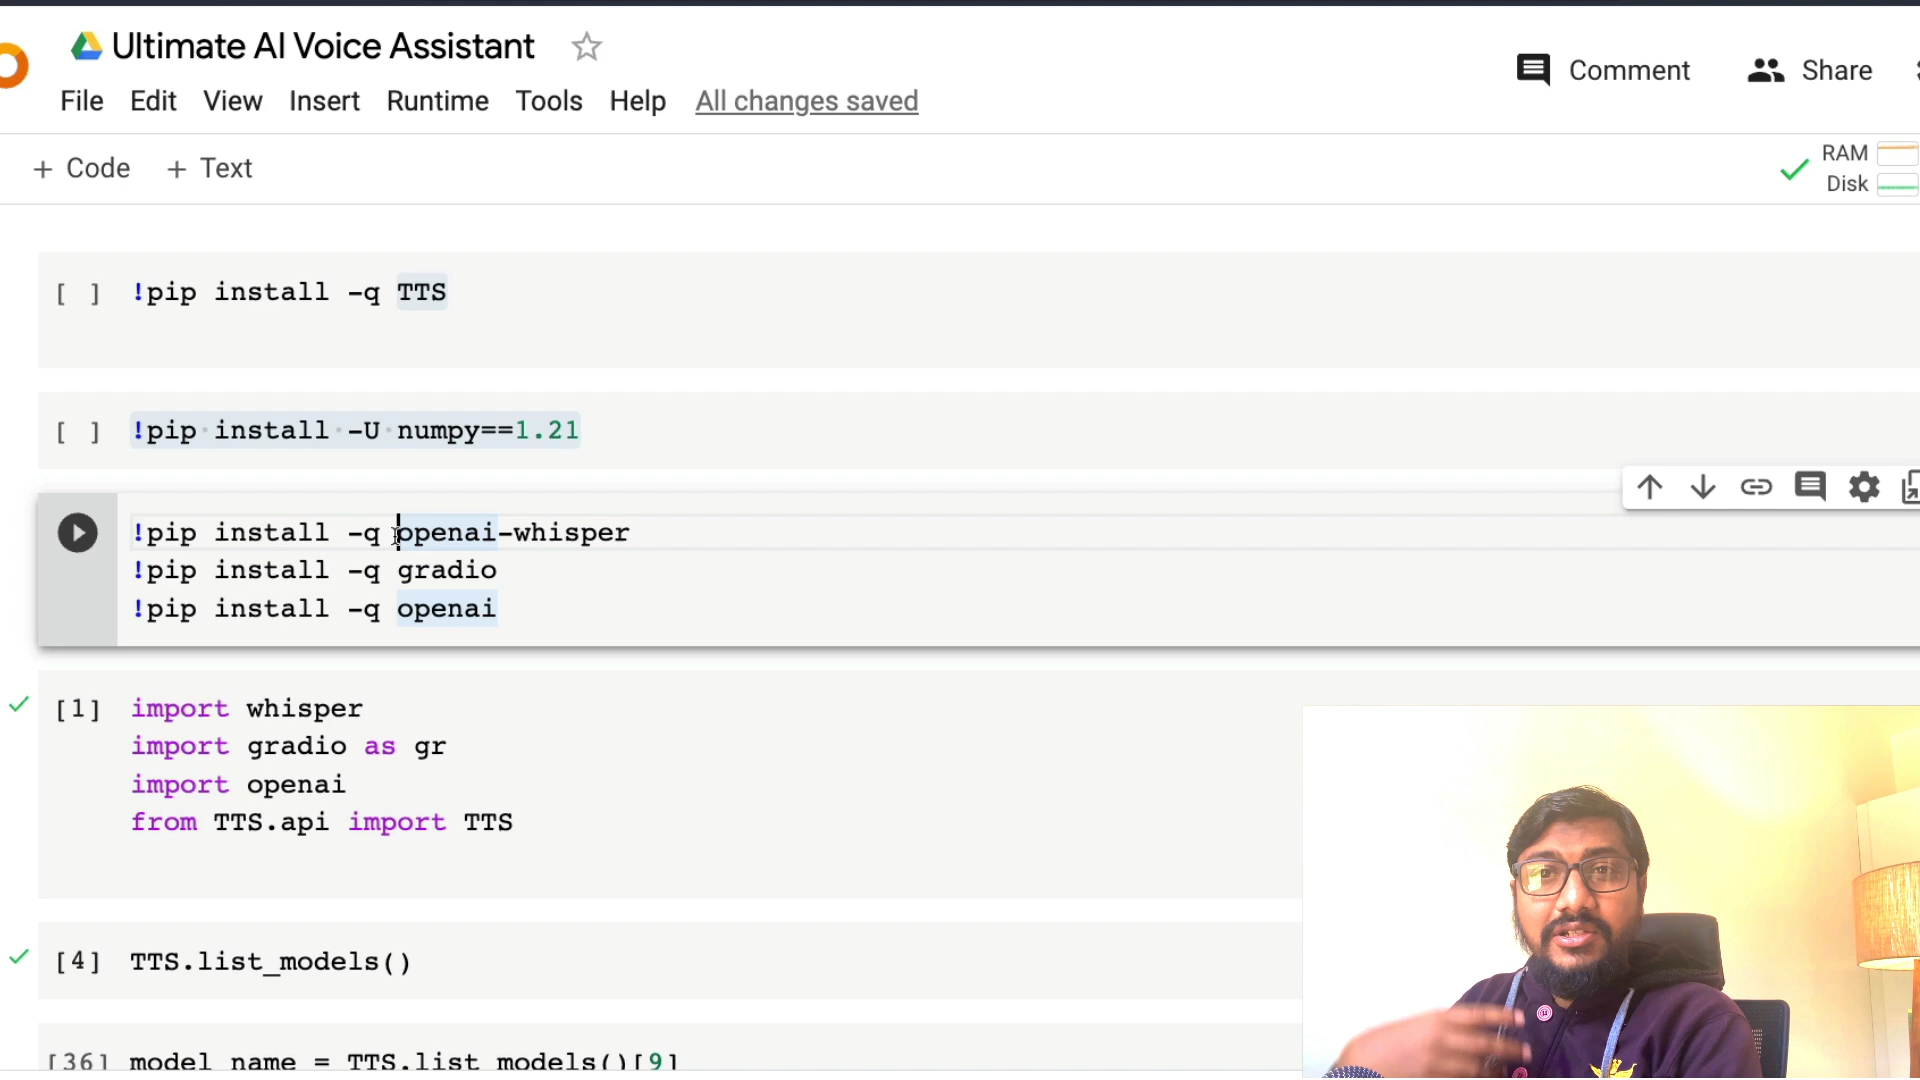 Ultimate AI Voice Assistant
Comment
Share
File Edit View Insert Runtime Tools Help All changes saved
+ Code + Text
RAM
Disk
[ ] !pip install -q TTS
[ ] !pip install -U numpy==1.21
!pip install -q openai-whisper
!pip install -q gradio
!pip install -q openai
[1] import whisper
import gradio as gr
import openai
from TTS.api import TTS
[4] TTS.list_models()
[36] model_name = TTS.list_models()[9]